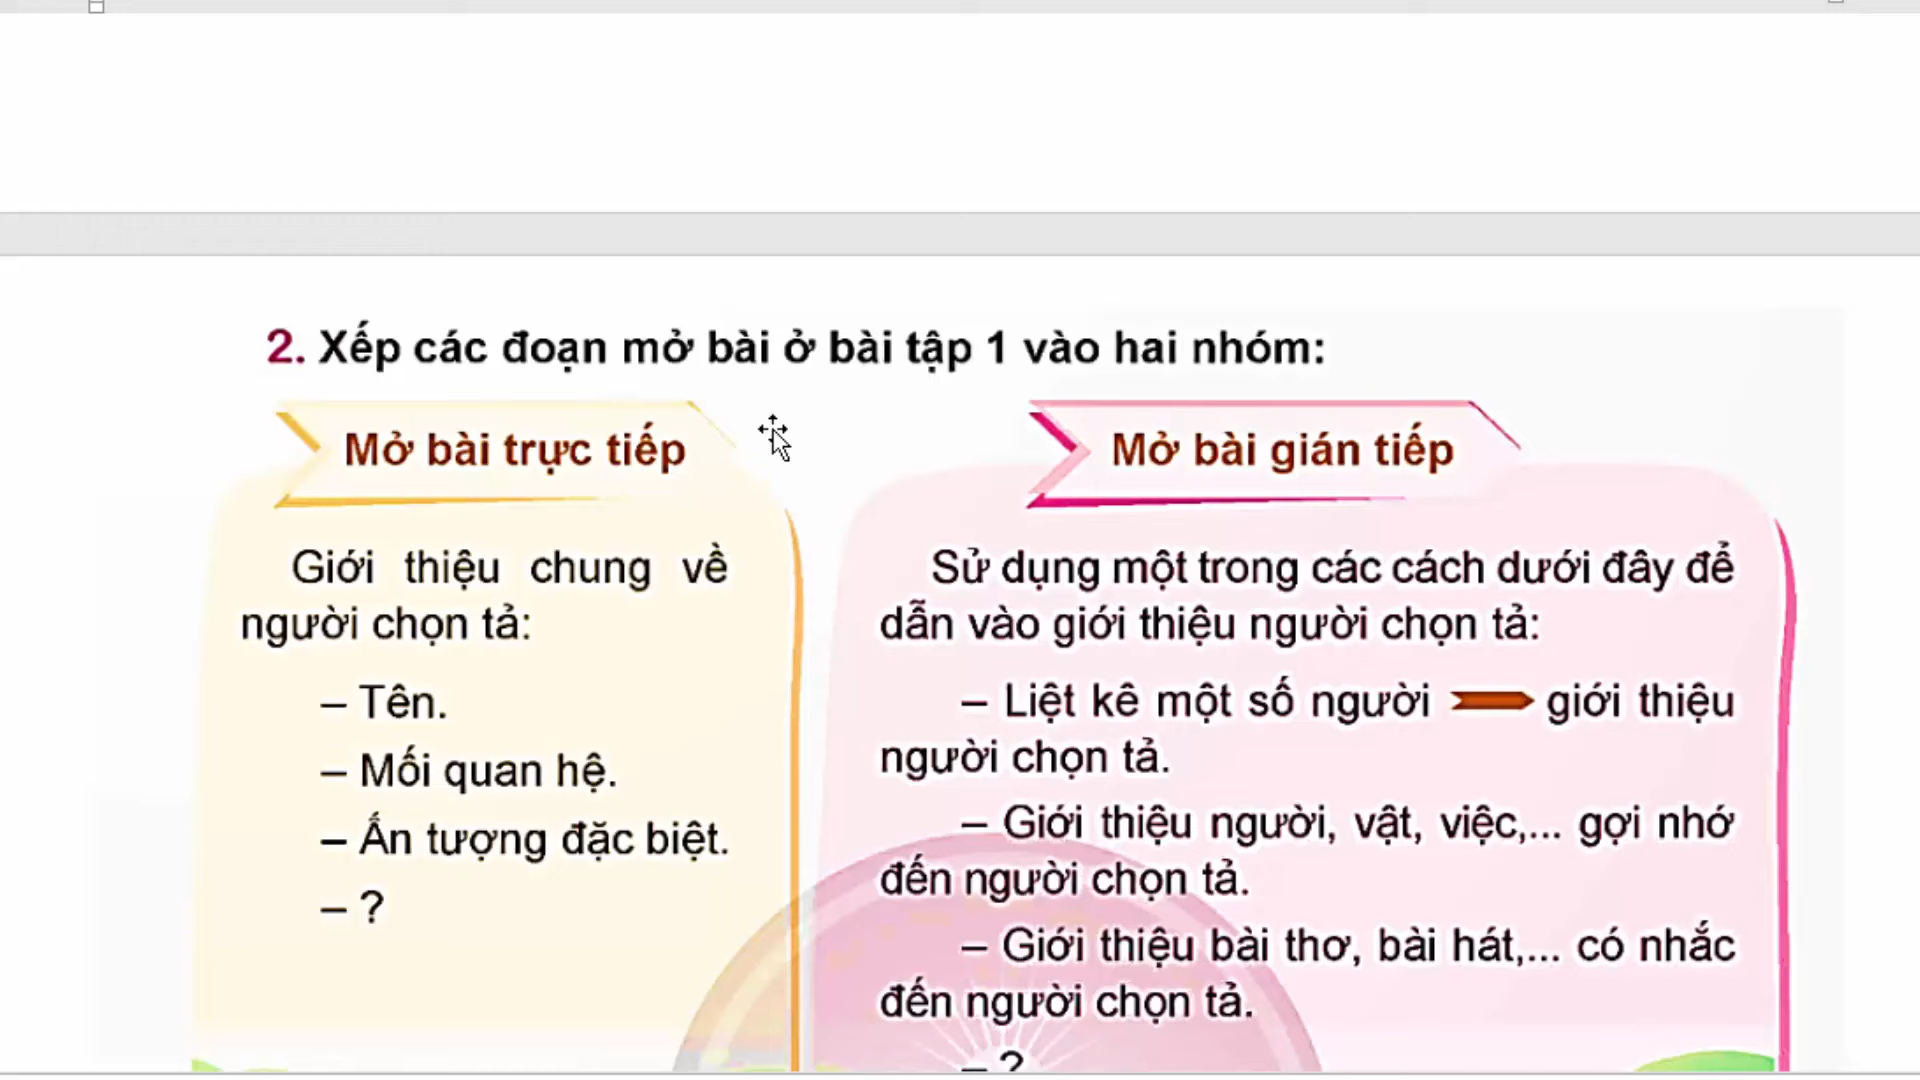 2. Xếp các đoạn mở bài ở bài tập 1 vào hai nhóm:
Mở bài trực tiếp
Giới thiệu chung về
người chọn tả:
– Tên.
– Mối quan hệ.
– Ấn tượng đặc biệt.
– ?
Mở bài gián tiếp
Sử dụng một trong các cách dưới đây để
dẫn vào giới thiệu người chọn tả:
– Liệt kê một số người giới thiệu
người chọn tả.
– Giới thiệu người, vật, việc,... gợi nhớ
đến người chọn tả.
– Giới thiệu bài thơ, bài hát,... có nhắc
đến người chọn tả.
– ?